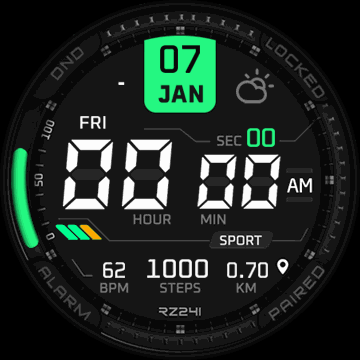 DND
LOCKED
07
JAN
-
FRI
SEC 00
00 00 AM
HOUR MIN
100
50
0
SPORT
62 1000 0.70
BPM STEPS KM
ALARM
PAIRED
RZ241